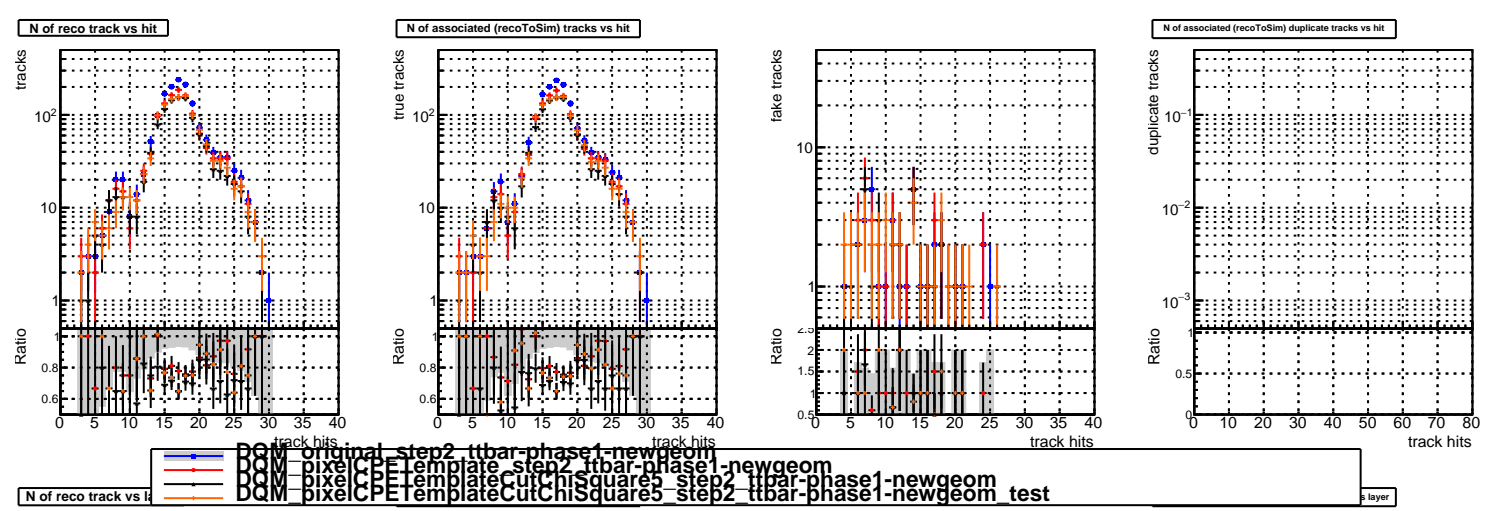 N of reco track vs hit
N of associated (recoToSim) tracks vs hit
N of associated (recoToSim) duplicate tracks vs hit
tracks
10²
10
1
Ratio
1
0.8
0.6
0 5 10 15 20 25 30 35 40
track hits
true tracks
10²
10
1
Ratio
1
0.8
0.6
0 5 10 15 20 25 30 35 40
track hits
fake tracks
10
1
Ratio
2.5
2
1.5
1
0.5
0 5 10 15 20 25 30 35 40
track hits
duplicate tracks
10⁻¹
10⁻²
10⁻³
Ratio
1
0.5
0
0 10 20 30 40 50 60 70 80
track hits
DQM_original_step2_ttbar-phase1-newgeom
DQM_pixelCPETemplate_step2_ttbar-phase1-newgeom
DQM_pixelCPETemplateCutChiSquare5_step2_ttbar-phase1-newgeom
DQM_pixelCPETemplateCutChiSquare5_step2_ttbar-phase1-newgeom_test
N of reco track vs
layer